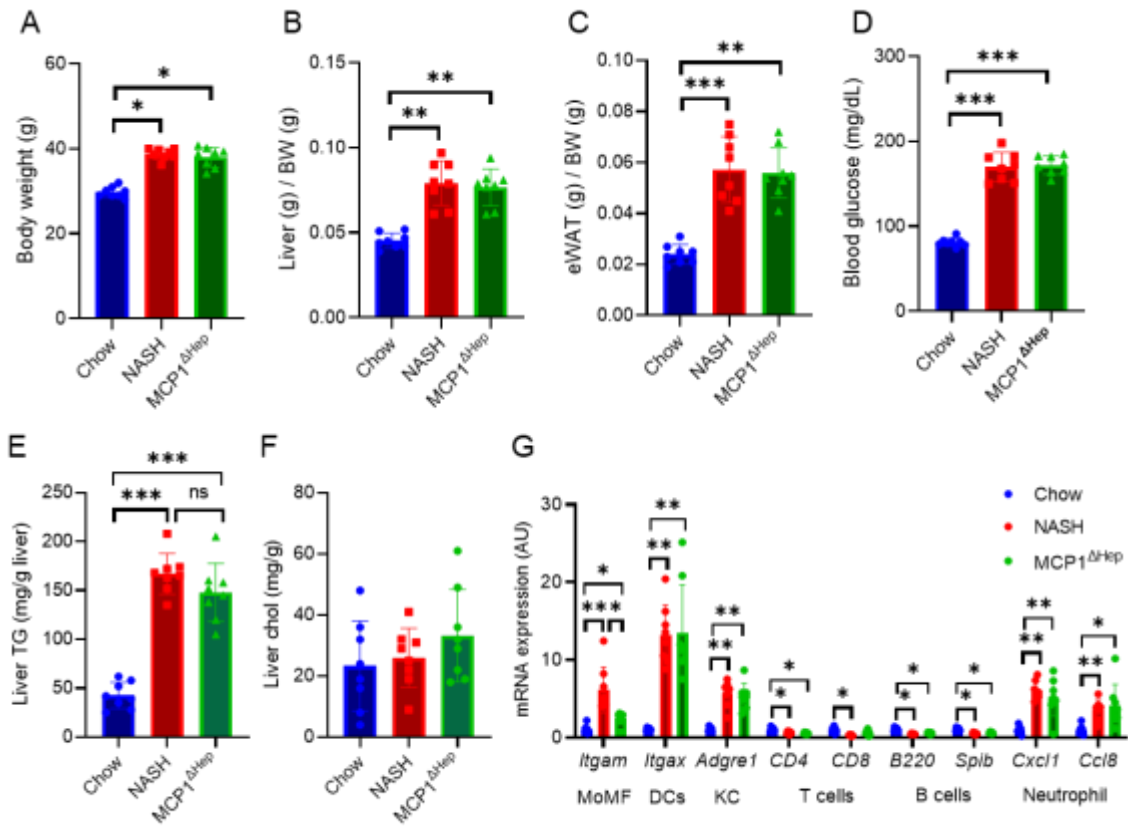 A
Body weight (g)
60
40
20
0
*
*
Chow
NASH
MCP1ΔHep
B
Liver (g) / BW (g)
0.15
0.10
0.05
0.00
**
**
Chow
NASH
MCP1ΔHep
C
eWAT (g) / BW (g)
0.10
0.08
0.06
0.04
0.02
0.00
**
***
Chow
NASH
MCP1ΔHep
D
Blood glucose (mg/dL)
300
200
100
0
***
***
Chow
NASH
MCP1ΔHep
E
Liver TG (mg/g liver)
250
200
150
100
50
0
***
***
ns
Chow
NASH
MCP1ΔHep
F
Liver chol (mg/g)
80
60
40
20
0
Chow
NASH
MCP1ΔHep
G
mRNA expression (AU)
30
20
10
0
Chow
NASH
MCP1ΔHep
*
*** *
**
**
**
**
*
*
*
*
*
*
*
**
**
*
**
Itgam Itgax Adgre1 CD4 CD8 B220 Spib Cxcl1 Ccl8
MoMF DCs KC T cells B cells Neutrophil